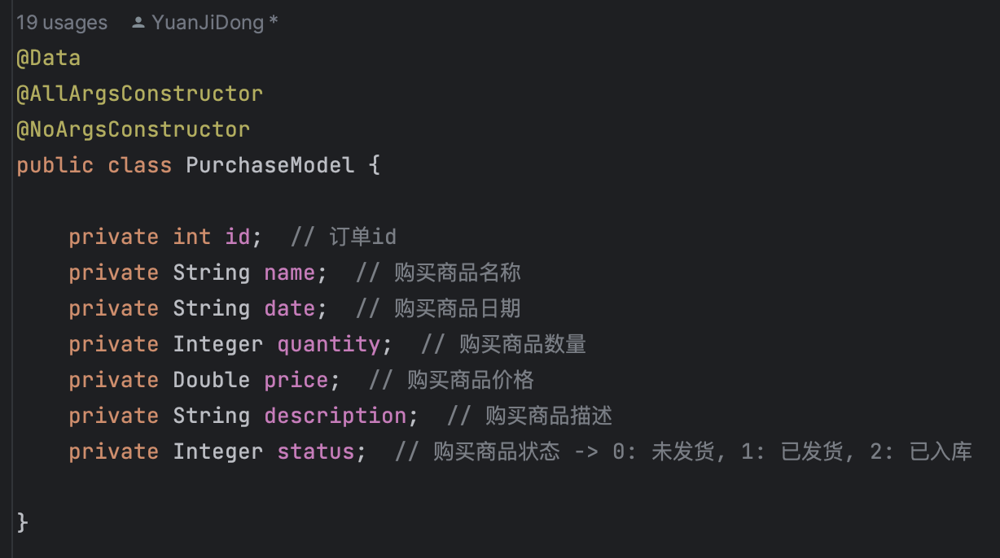 19 usages YuanJiDong *
@Data
@AllArgsConstructor
@NoArgsConstructor
public class PurchaseModel {
private int id; // 订单id
private String name; // 购买商品名称
private String date; // 购买商品日期
private Integer quantity; // 购买商品数量
private Double price; // 购买商品价格
private String description; // 购买商品描述
private Integer status; // 购买商品状态 -> 0: 未发货, 1: 已发货, 2: 已入库
}